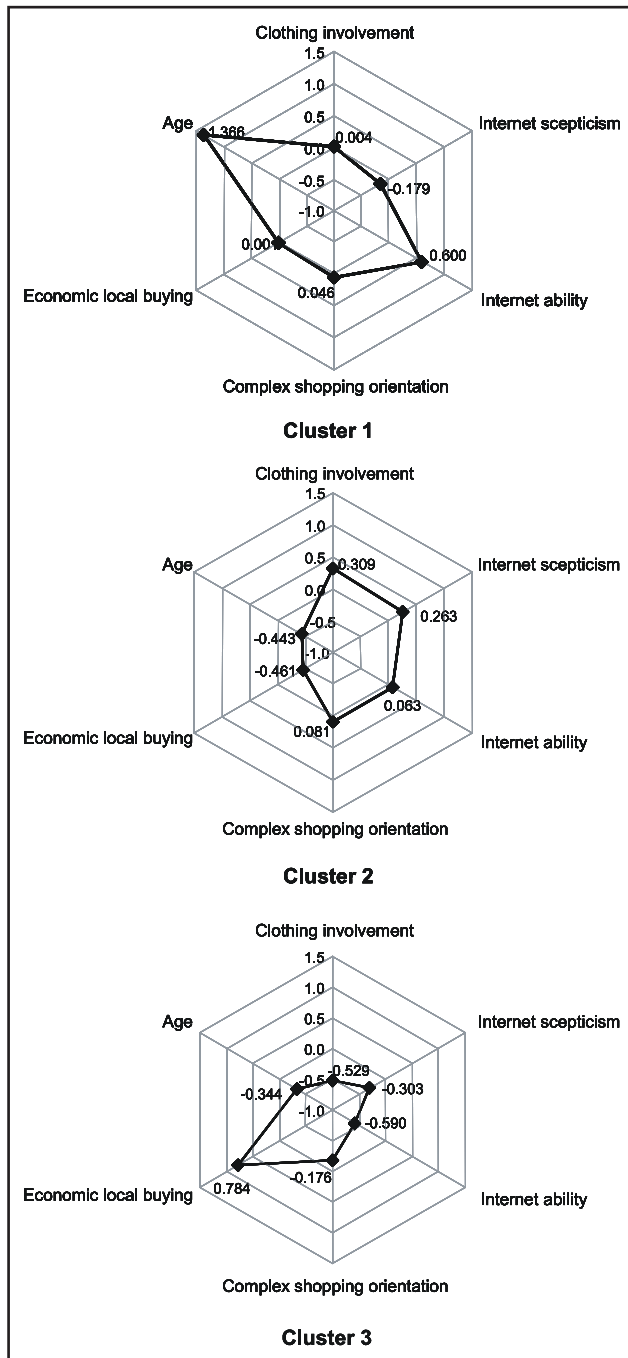 Clothing involvement
1.5
1.0
Age
0.5
Internet scepticism
1.366
0.004
0.0
-0.179
-0.5
-1.0
0.001
0.600
Economic local buying
0.046
Internet ability
Complex shopping orientation
Cluster 1
Clothing involvement
1.5
1.0
Age
0.5
0.309
Internet scepticism
0.0
0.263
-0.443
-0.5
-1.0
-0.461
0.063
0.081
Economic local buying
Internet ability
Complex shopping orientation
Cluster 2
Clothing involvement
1.5
1.0
Age
0.5
Internet scepticism
0.0
-0.529
-0.5
-0.344
-0.303
-1.0
-0.590
-0.176
0.784
Economic local buying
Internet ability
Complex shopping orientation
Cluster 3